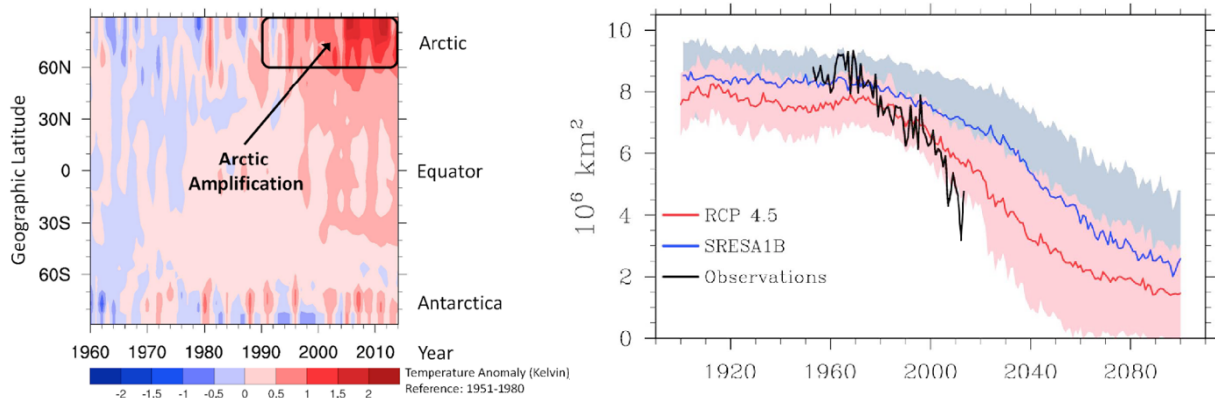 Geographic Latitude
60N
30N
0
30S
60S
Arctic
Equator
Antarctica
Arctic
Amplification
1960
1970
1980
1990
2000
2010
Year
-2
-1.5
-1
-0.5
0
0.5
1
1.5
2
Temperature Anomaly (Kelvin)
Reference: 1951-1980
10⁶ km²
10
8
6
4
2
0
RCP 4.5
SRESA1B
Observations
1920
1960
2000
2040
2080